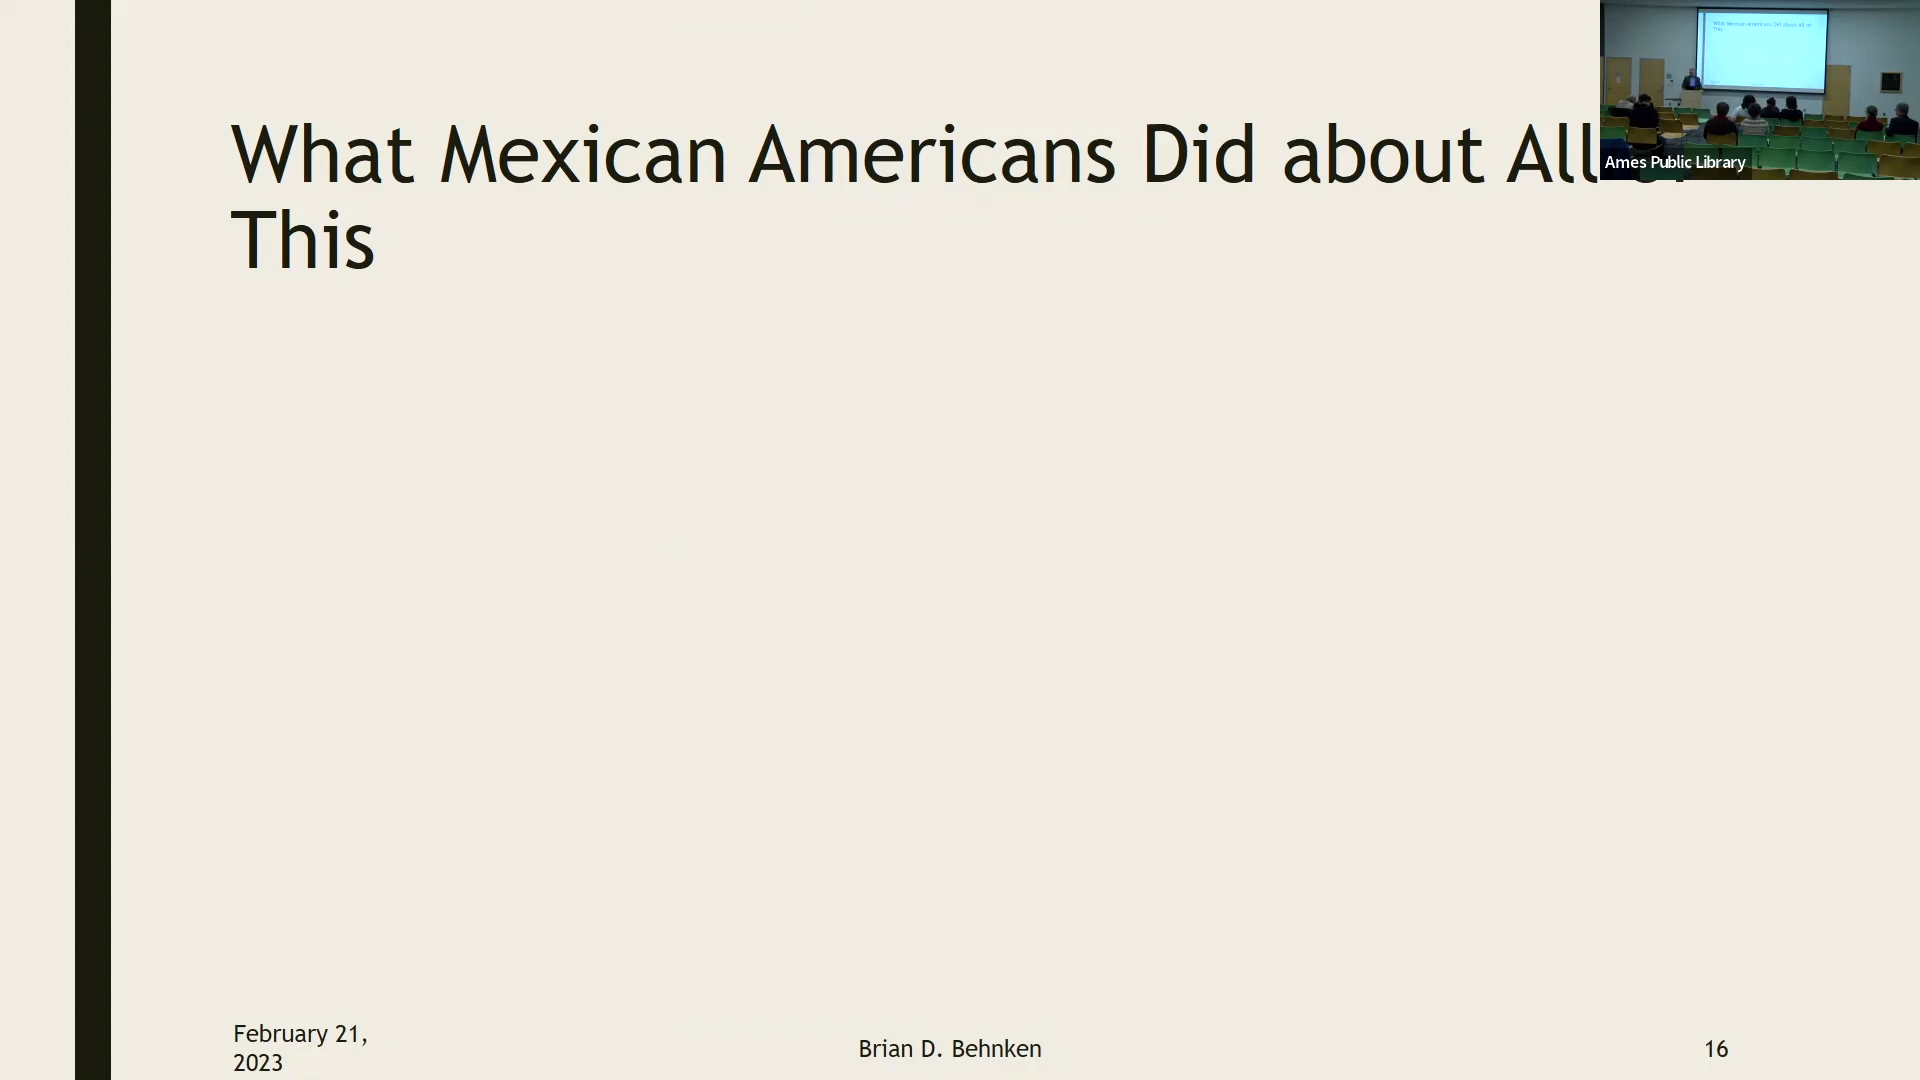 What Mexican Americans Did about All
This
Ames Public Library
February 21,
2023
Brian D. Behnken
16